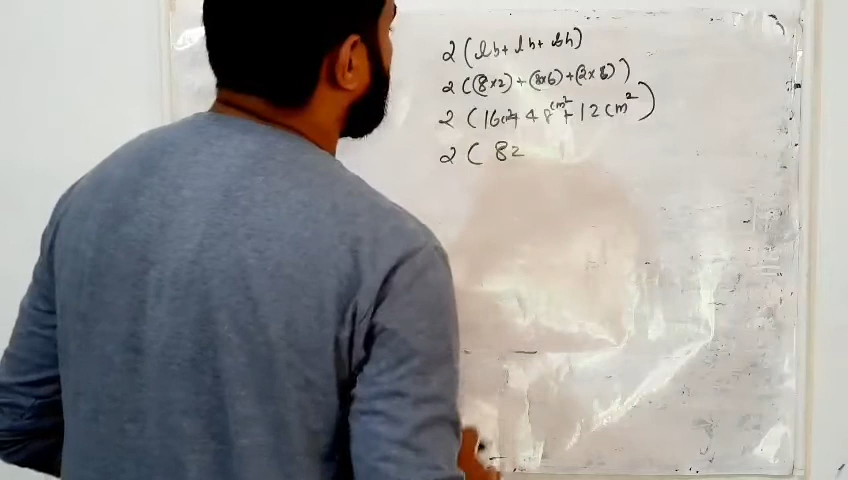 2 (lb + lh + bh)
2 ((8×2) + (8×6) + (2×6))
2 (16cm² + 48cm² + 12cm²)
2 ( 82